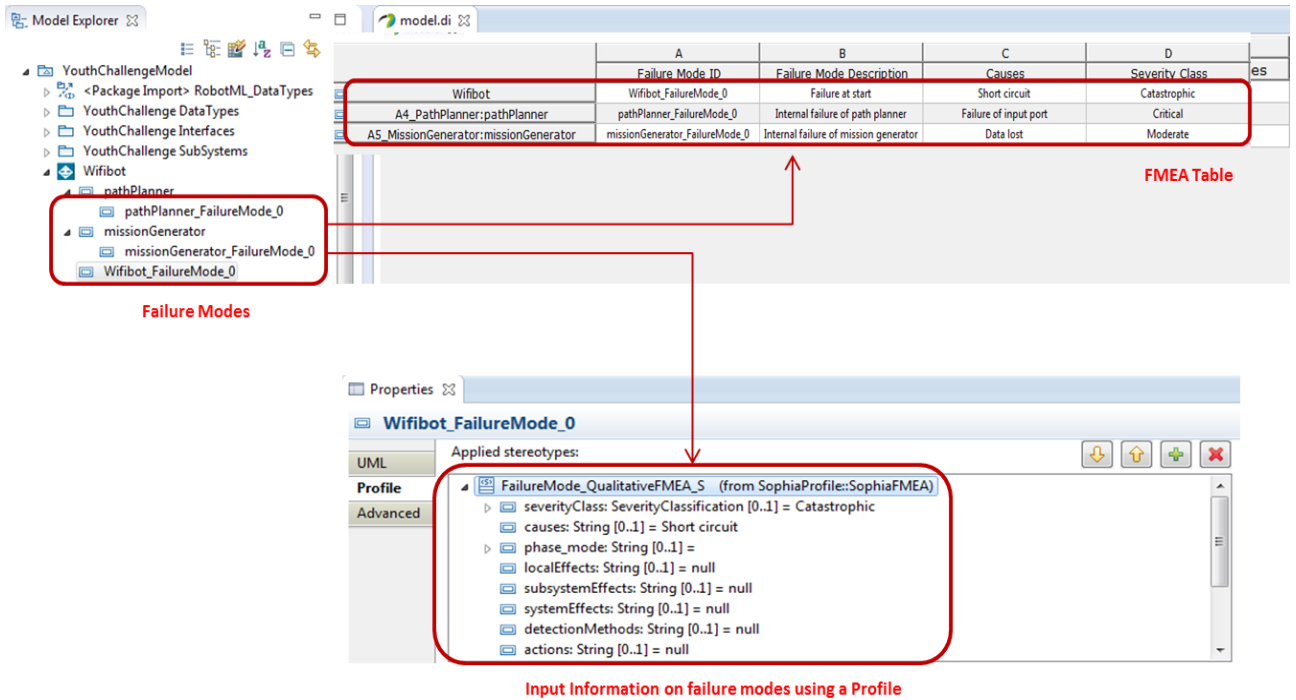 Model Explorer
model.di
YouthChallengeModel
<Package Import> RobotML_DataTypes
YouthChallenge DataTypes
YouthChallenge Interfaces
YouthChallenge SubSystems
Wifibot
pathPlanner
pathPlanner_FailureMode_0
missionGenerator
missionGenerator_FailureMode_0
Wifibot_FailureMode_0
Failure Modes
A B C D
Failure Mode ID Failure Mode Description Causes Severity Class es
Wifibot Wifibot_FailureMode_0 Failure at start Short circuit Catastrophic
A4_PathPlanner:pathPlanner pathPlanner_FailureMode_0 Internal failure of path planner Failure of input port Critical
A5_MissionGenerator:missionGenerator missionGenerator_FailureMode_0 Internal failure of mission generator Data lost Moderate
FMEA Table
Properties
Wifibot_FailureMode_0
UML
Profile
Advanced
Applied stereotypes:
FailureMode_QualitativeFMEA_S (from SophiaProfile::SophiaFMEA)
severityClass: SeverityClassification [0..1] = Catastrophic
causes: String [0..1] = Short circuit
phase_mode: String [0..1] =
localEffects: String [0..1] = null
subsystemEffects: String [0..1] = null
systemEffects: String [0..1] = null
detectionMethods: String [0..1] = null
actions: String [0..1] = null
Input Information on failure modes using a Profile